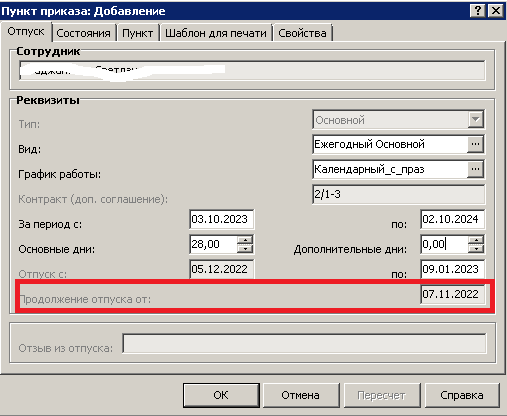 Пункт приказа: Добавление
Отпуск Состояния Пункт Шаблон для печати Свойства
Сотрудник
Реквизиты
Тип: Основной
Вид: Ежегодный Основной ...
График работы: Календарный_с_праз ...
Контракт (доп. соглашение): 2/1-3
За период с: 03.10.2023 по: 02.10.2024
Основные дни: 28,00 Дополнительные дни: 0,00
Отпуск с: 05.12.2022 по: 09.01.2023
Продолжение отпуска от: 07.11.2022
Отзыв из отпуска:
ОК Отмена Пересчет Справка